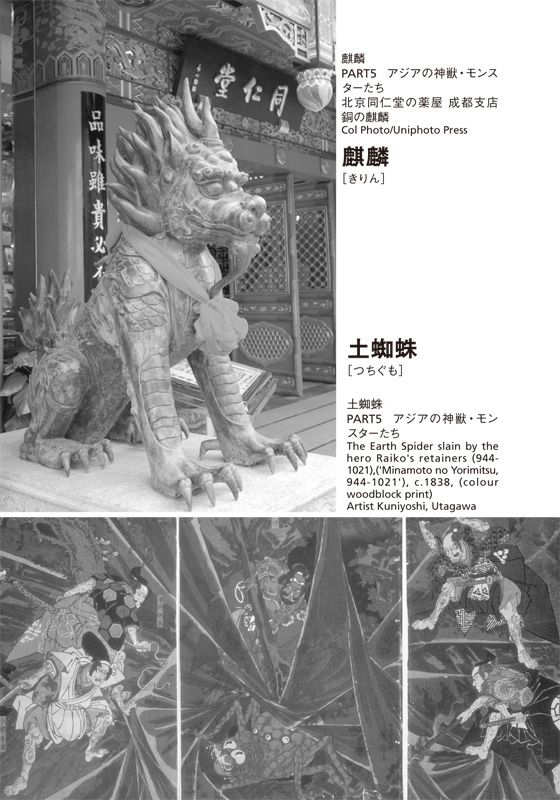 同仁堂
品味雖貴必不
麒麟
PART5　アジアの神獣・モンス
ターたち
北京同仁堂の薬屋 成都支店
銅の麒麟
Col Photo/Uniphoto Press
麒麟
［きりん］
土蜘蛛
［つちぐも］
土蜘蛛
PART5　アジアの神獣・モン
スターたち
The Earth Spider slain by the
hero Raiko's retainers (944-
1021),('Minamoto no Yorimitsu,
944-1021'), c.1838, (colour
woodblock print)
Artist Kuniyoshi, Utagawa